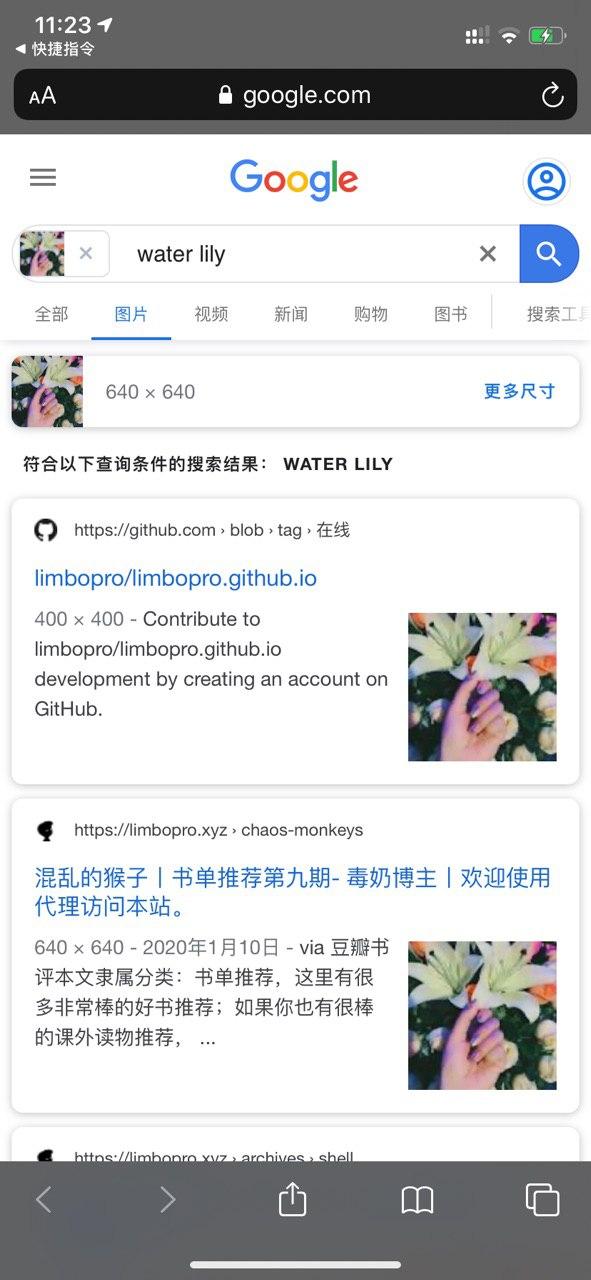 11:23
◀ 快捷指令
AA google.com
Google
water lily
全部 图片 视频 新闻 购物 图书 搜索工具
640 × 640 更多尺寸
符合以下查询条件的搜索结果： WATER LILY
https://github.com › blob › tag › 在线
limbopro/limbopro.github.io
400 × 400 - Contribute to
limbopro/limbopro.github.io
development by creating an account on
GitHub.
https://limbopro.xyz › chaos-monkeys
混乱的猴子丨书单推荐第九期- 毒奶博主丨欢迎使用
代理访问本站。
640 × 640 - 2020年1月10日 - via 豆瓣书
评本文隶属分类：书单推荐，这里有很
多非常棒的好书推荐；如果你也有很棒
的课外读物推荐， ...
https://limbopro.xyz › archives › shell